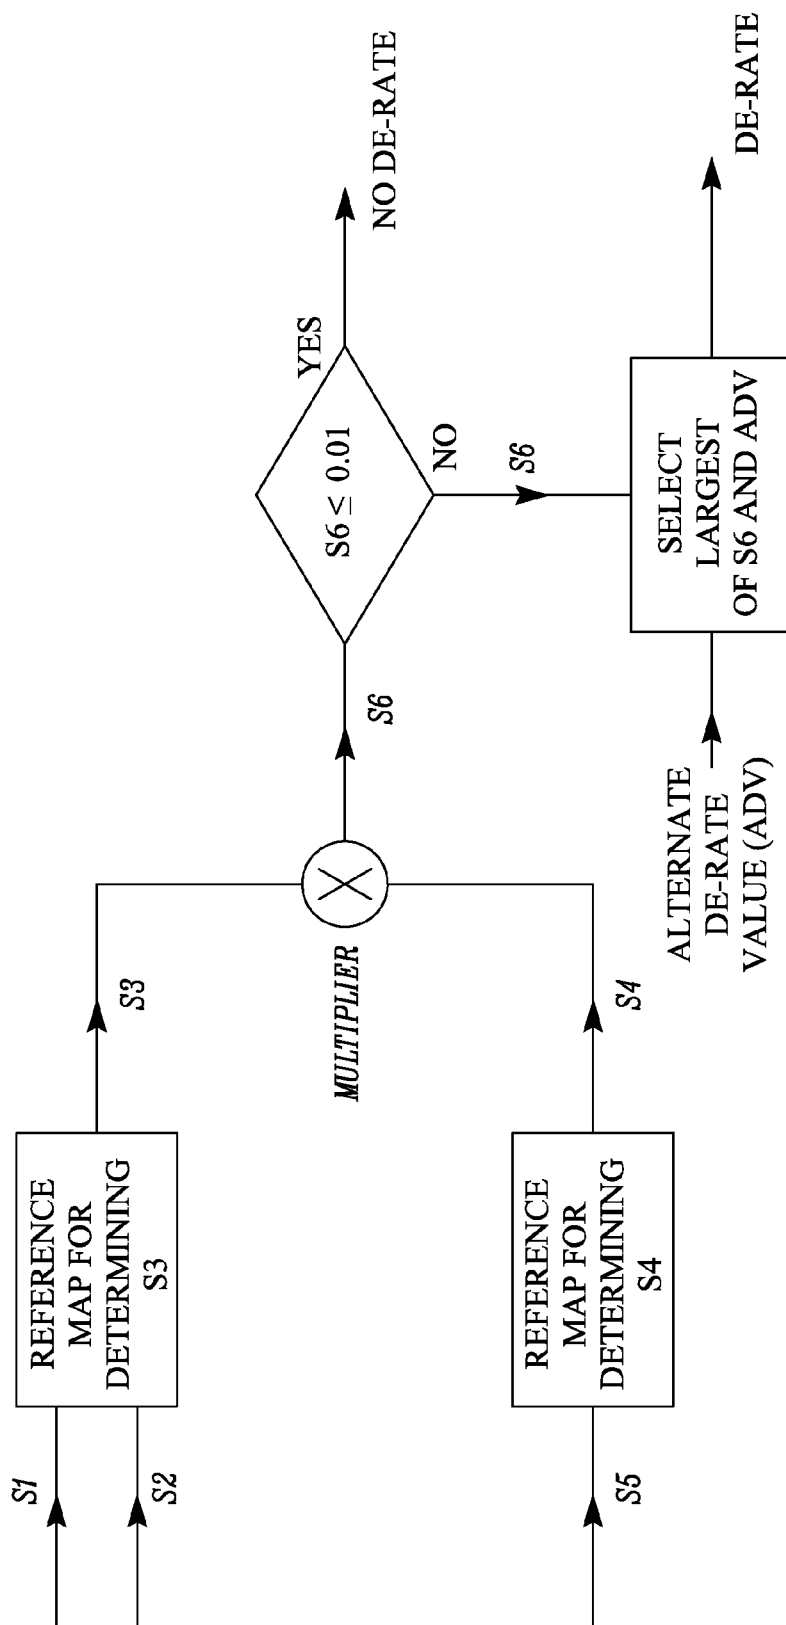 S1
S2
REFERENCE
MAP FOR
DETERMINING
S3
S3
S5
REFERENCE
MAP FOR
DETERMINING
S4
S4
MULTIPLIER
S6
S6 ≤ 0.01
YES
NO DE-RATE
NO
S6
ALTERNATE
DE-RATE
VALUE (ADV)
SELECT
LARGEST
OF S6 AND ADV
DE-RATE